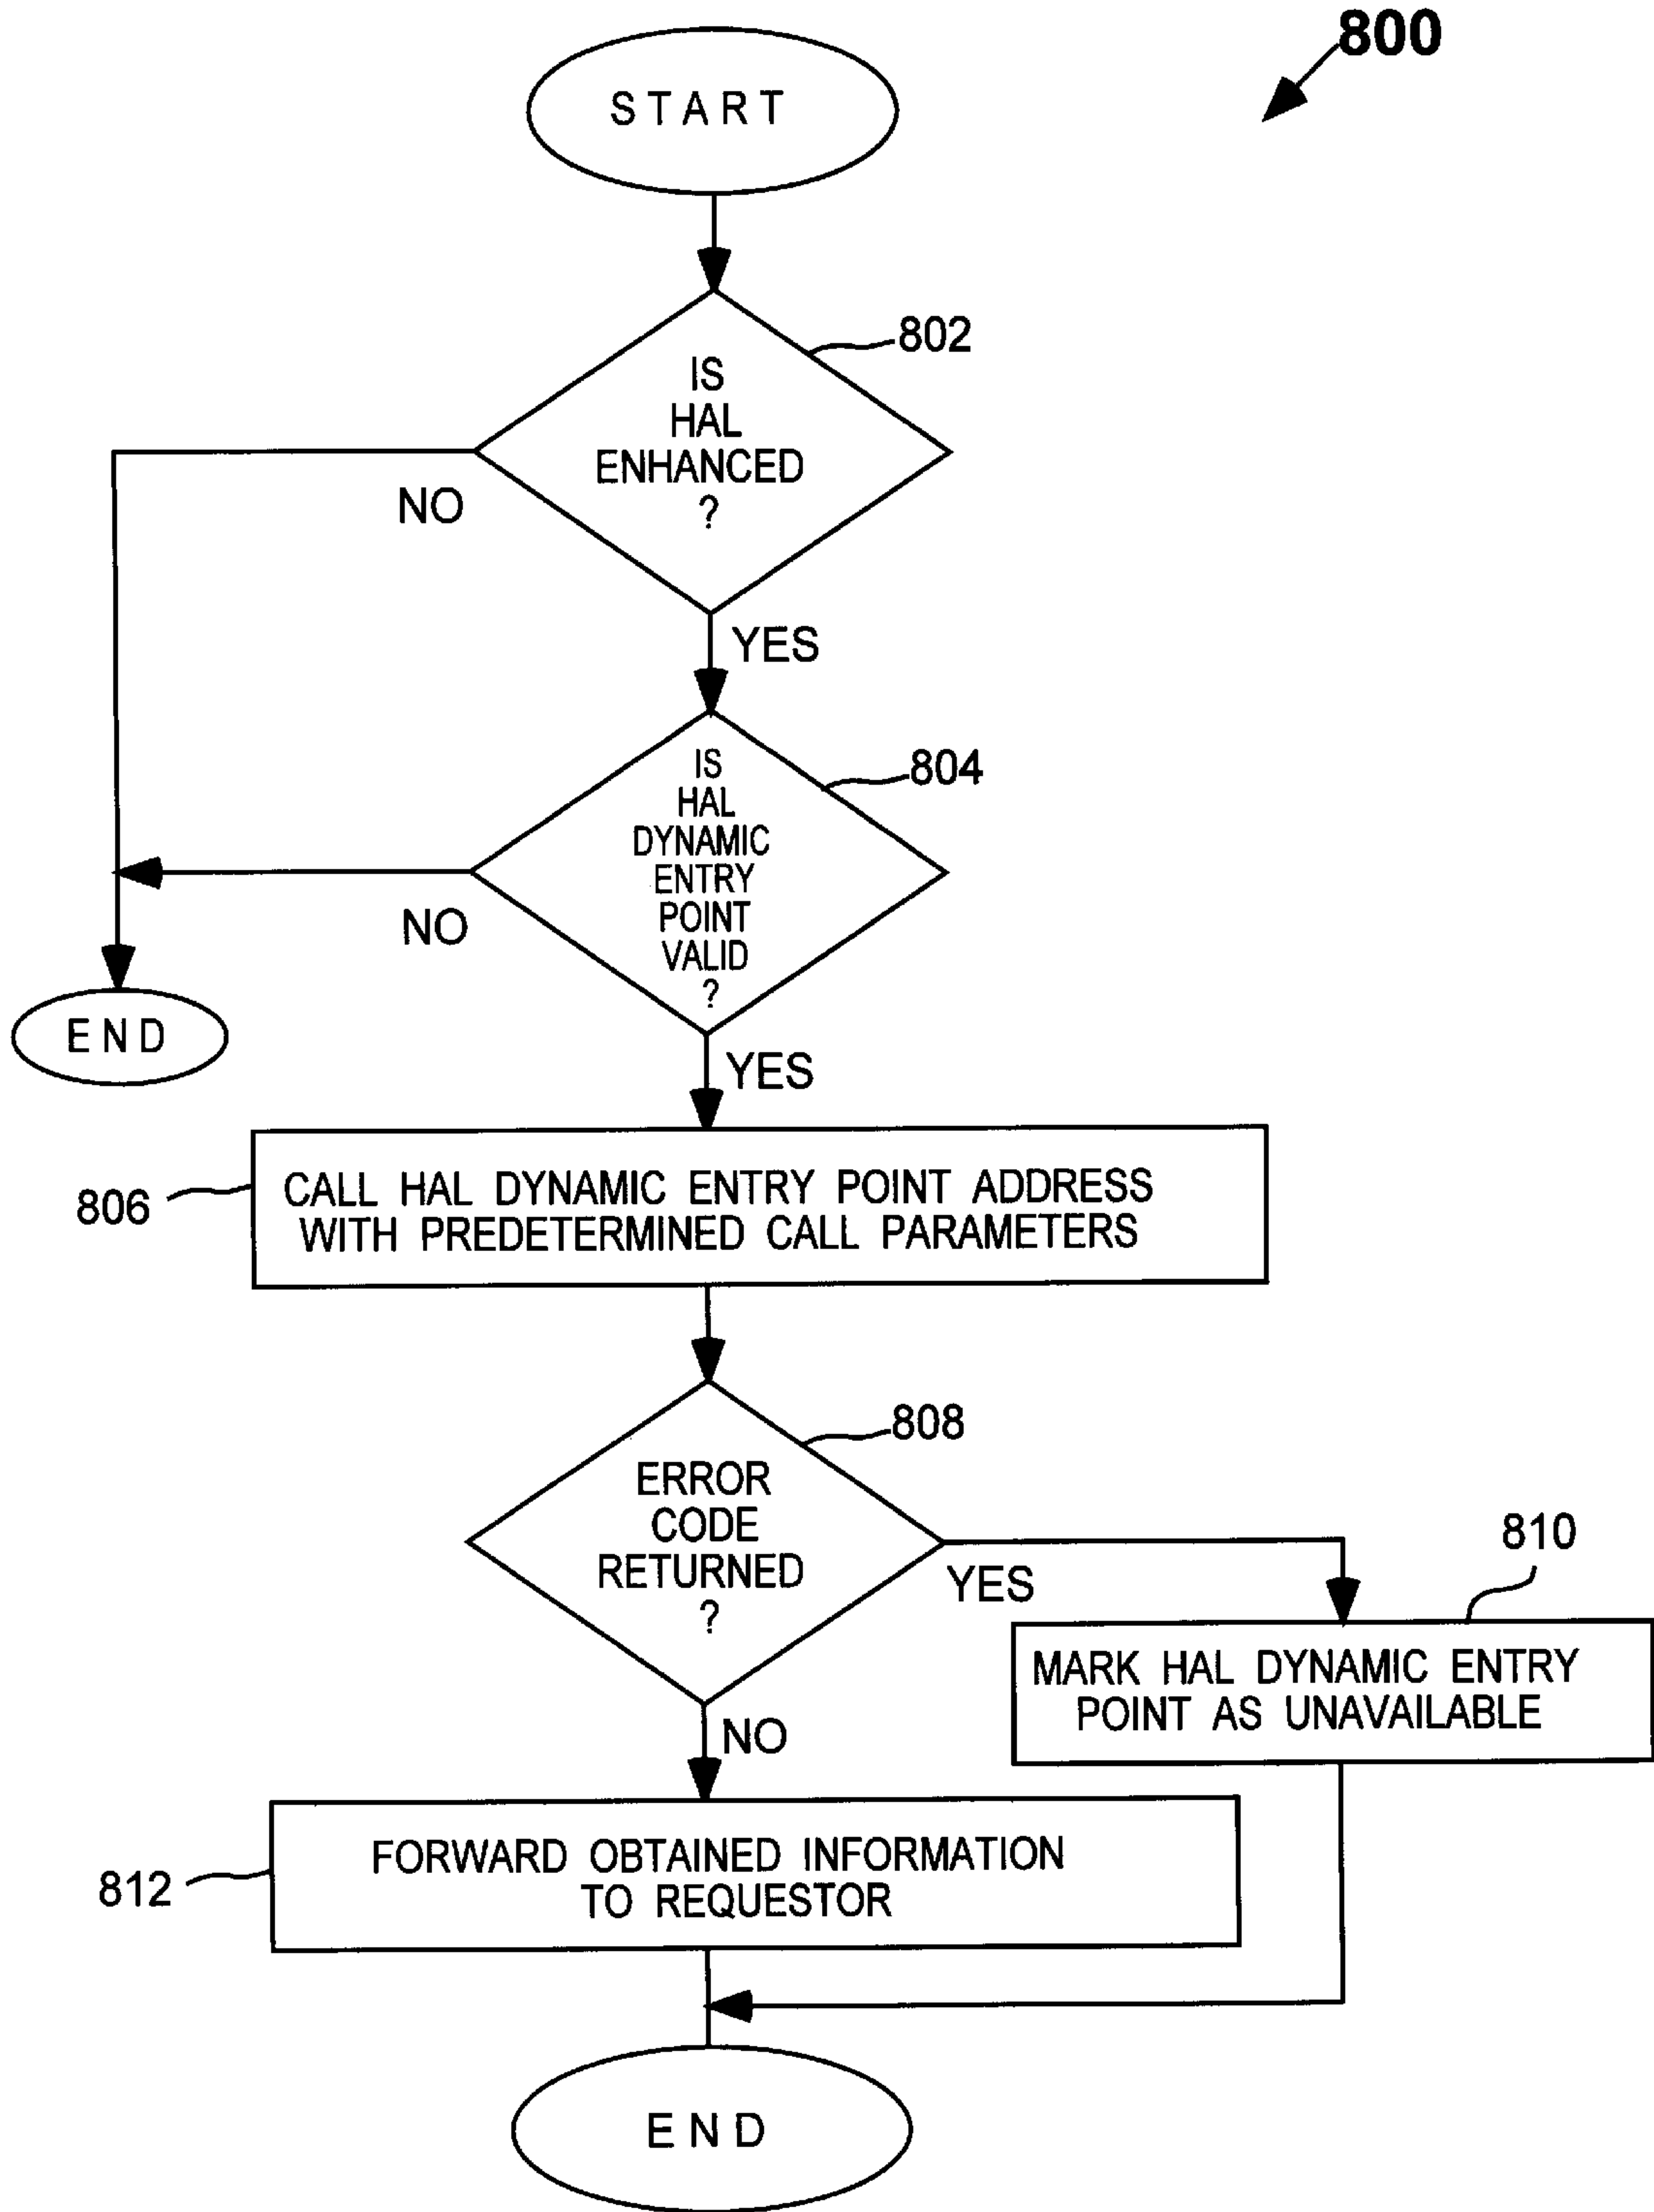 800
START
802
IS
HAL
ENHANCED
?
NO
YES
804
IS
HAL
DYNAMIC
ENTRY
POINT
VALID
?
NO
END
YES
806
CALL HAL DYNAMIC ENTRY POINT ADDRESS
WITH PREDETERMINED CALL PARAMETERS
808
ERROR
CODE
RETURNED
?
YES
810
MARK HAL DYNAMIC ENTRY
POINT AS UNAVAILABLE
NO
812
FORWARD OBTAINED INFORMATION
TO REQUESTOR
END